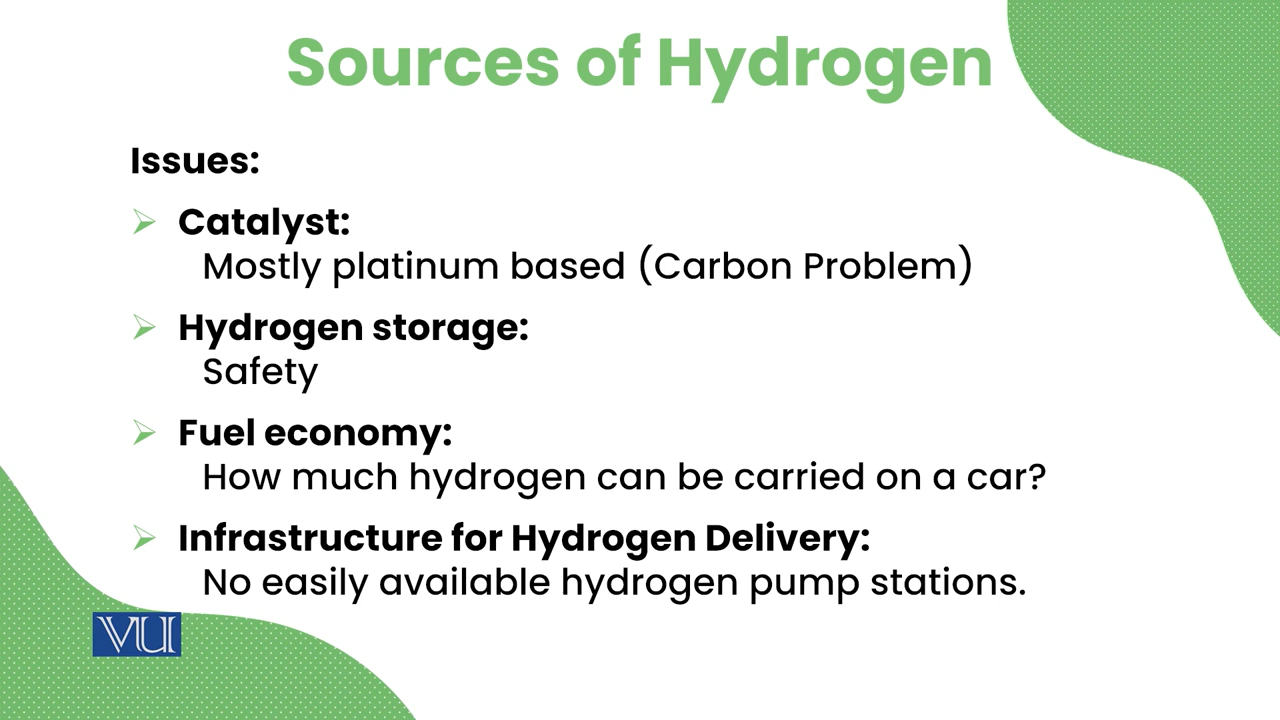 Sources of Hydrogen
Issues:
Catalyst:
Mostly platinum based (Carbon Problem)
Hydrogen storage:
Safety
Fuel economy:
How much hydrogen can be carried on a car?
Infrastructure for Hydrogen Delivery:
No easily available hydrogen pump stations.
VU